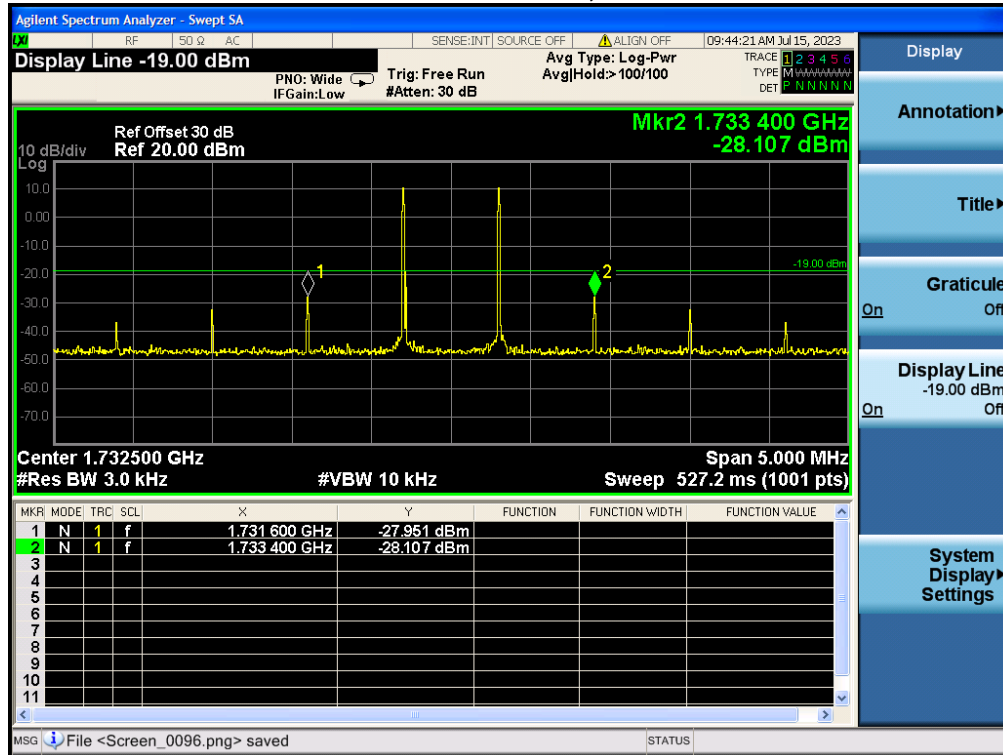 Agilent Spectrum Analyzer - Swept SA
LXI RF 50 Ω AC SENSE:INT SOURCE OFF ALIGN OFF 09:44:21 AM Jul 15, 2023
Display Line -19.00 dBm
PNO: Wide
IFGain:Low
Trig: Free Run
#Atten: 30 dB
Avg Type: Log-Pwr
Avg|Hold:>100/100
TRACE 1 2 3 4 5 6
TYPE M
DET P N N N N N
Ref Offset 30 dB
10 dB/div Ref 20.00 dBm
Log
Mkr2 1.733 400 GHz
-28.107 dBm
10.0
0.00
-10.0
-20.0
-30.0
-40.0
-50.0
-60.0
-70.0
1
2
-19.00 dBm
Center 1.732500 GHz Span 5.000 MHz
#Res BW 3.0 kHz #VBW 10 kHz Sweep 527.2 ms (1001 pts)
MKR MODE TRC SCL X Y FUNCTION FUNCTION WIDTH FUNCTION VALUE
1 N 1 f 1.731 600 GHz -27.951 dBm
2 N 1 f 1.733 400 GHz -28.107 dBm
3
4
5
6
7
8
9
10
11
MSG File <Screen_0096.png> saved STATUS
Display
Annotation
Title
Graticule
On Off
Display Line
-19.00 dBm
On Off
System
Display
Settings